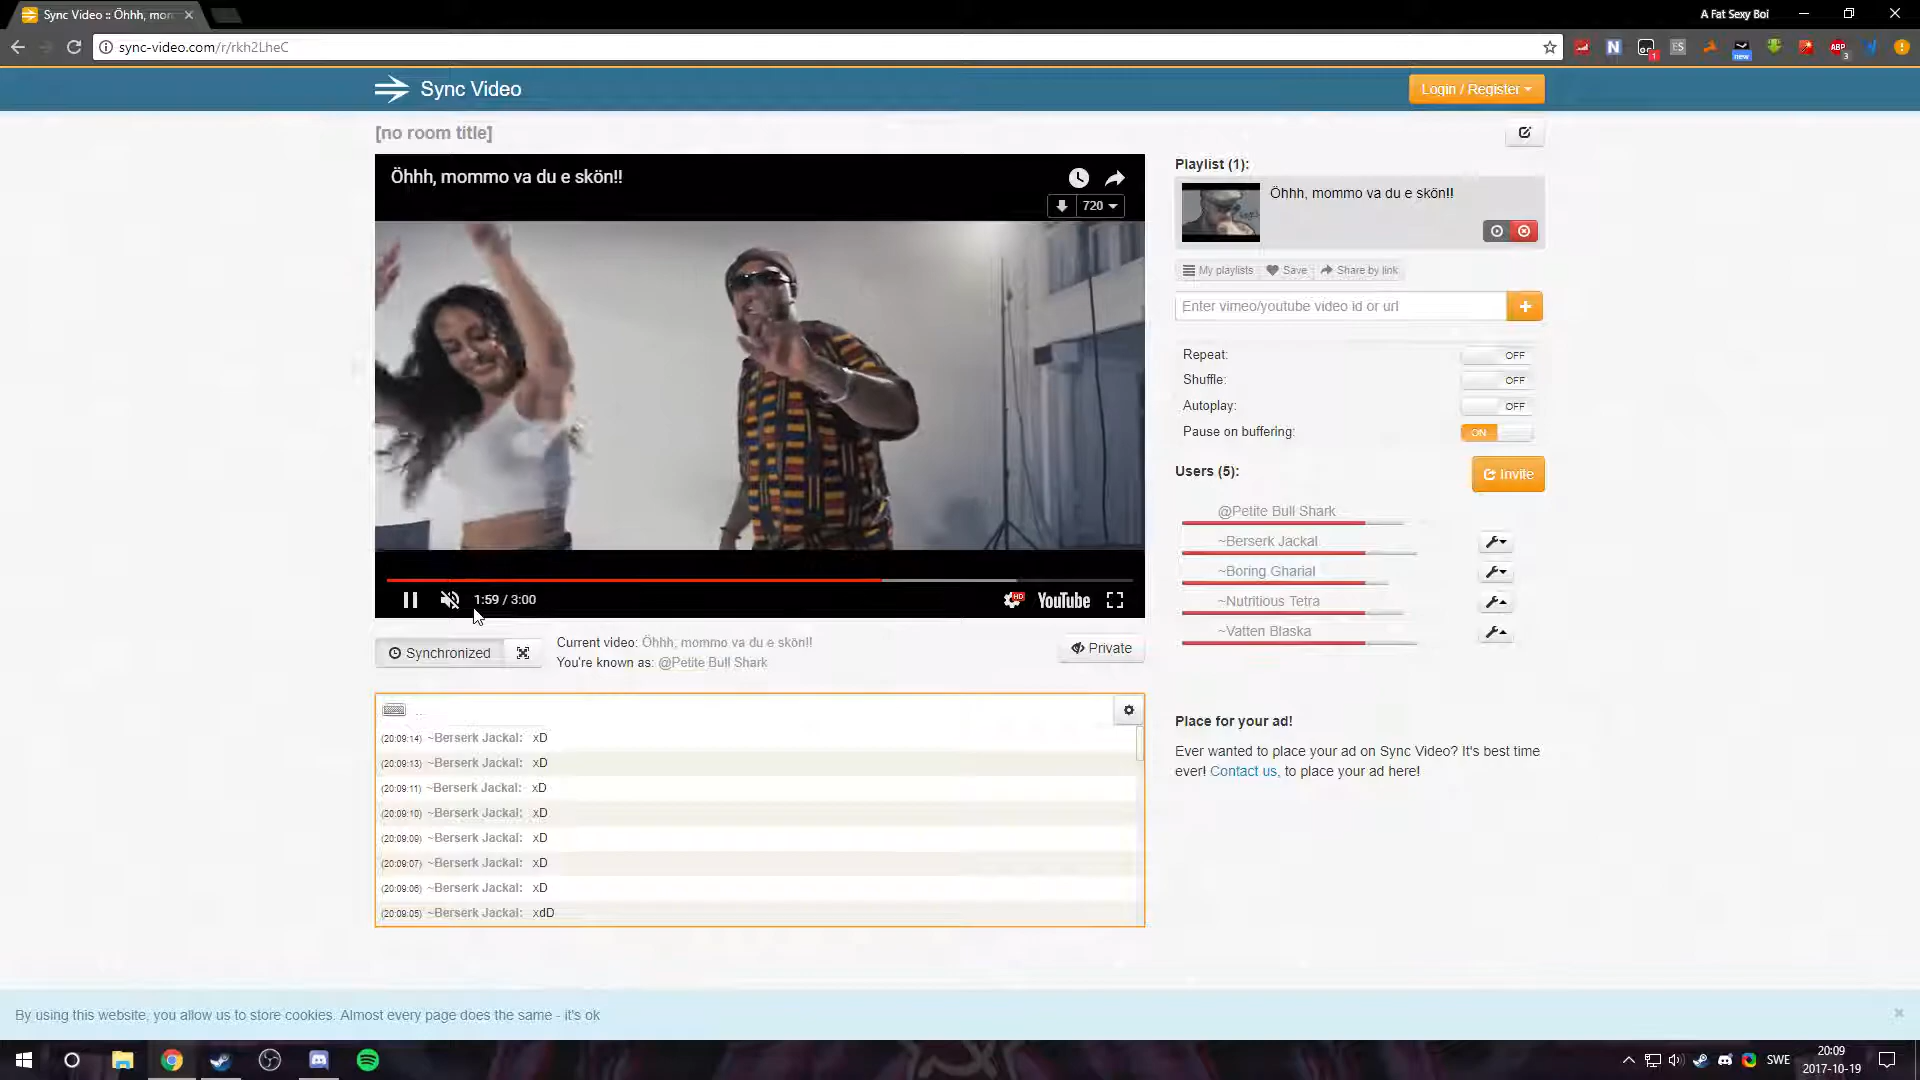 Sync Video :: Öhhh, mor
A Fat Sexy Boi
sync-video.com/r/rkh2LheC
ES
1
new
ABP
3
Sync Video
Login / Register
[no room title]
Öhhh, mommo va du e skön!!
720
1:59 / 3:00
HD
YouTube
Synchronized
Current video: Öhhh, mommo va du e skön!!
You're known as: @Petite Bull Shark
Private
..
(20:09:14) ~Berserk Jackal: xD
(20:09:13) ~Berserk Jackal: xD
(20:09:11) ~Berserk Jackal: xD
(20:09:10) ~Berserk Jackal: xD
(20:09:09) ~Berserk Jackal: xD
(20:09:07) ~Berserk Jackal: xD
(20:09:06) ~Berserk Jackal: xD
(20:09:05) ~Berserk Jackal: xdD
Playlist (1):
Öhhh, mommo va du e skön!!
My playlists
Save
Share by link
Enter vimeo/youtube video id or url
Repeat: OFF
Shuffle: OFF
Autoplay: OFF
Pause on buffering: ON
Users (5):
Invite
@Petite Bull Shark
~Berserk Jackal
~Boring Gharial
~Nutritious Tetra
~Vatten Blaska
Place for your ad!
Ever wanted to place your ad on Sync Video? It's best time
ever! Contact us, to place your ad here!
By using this website, you allow us to store cookies. Almost every page does the same - it's ok
SWE
20:09
2017-10-19